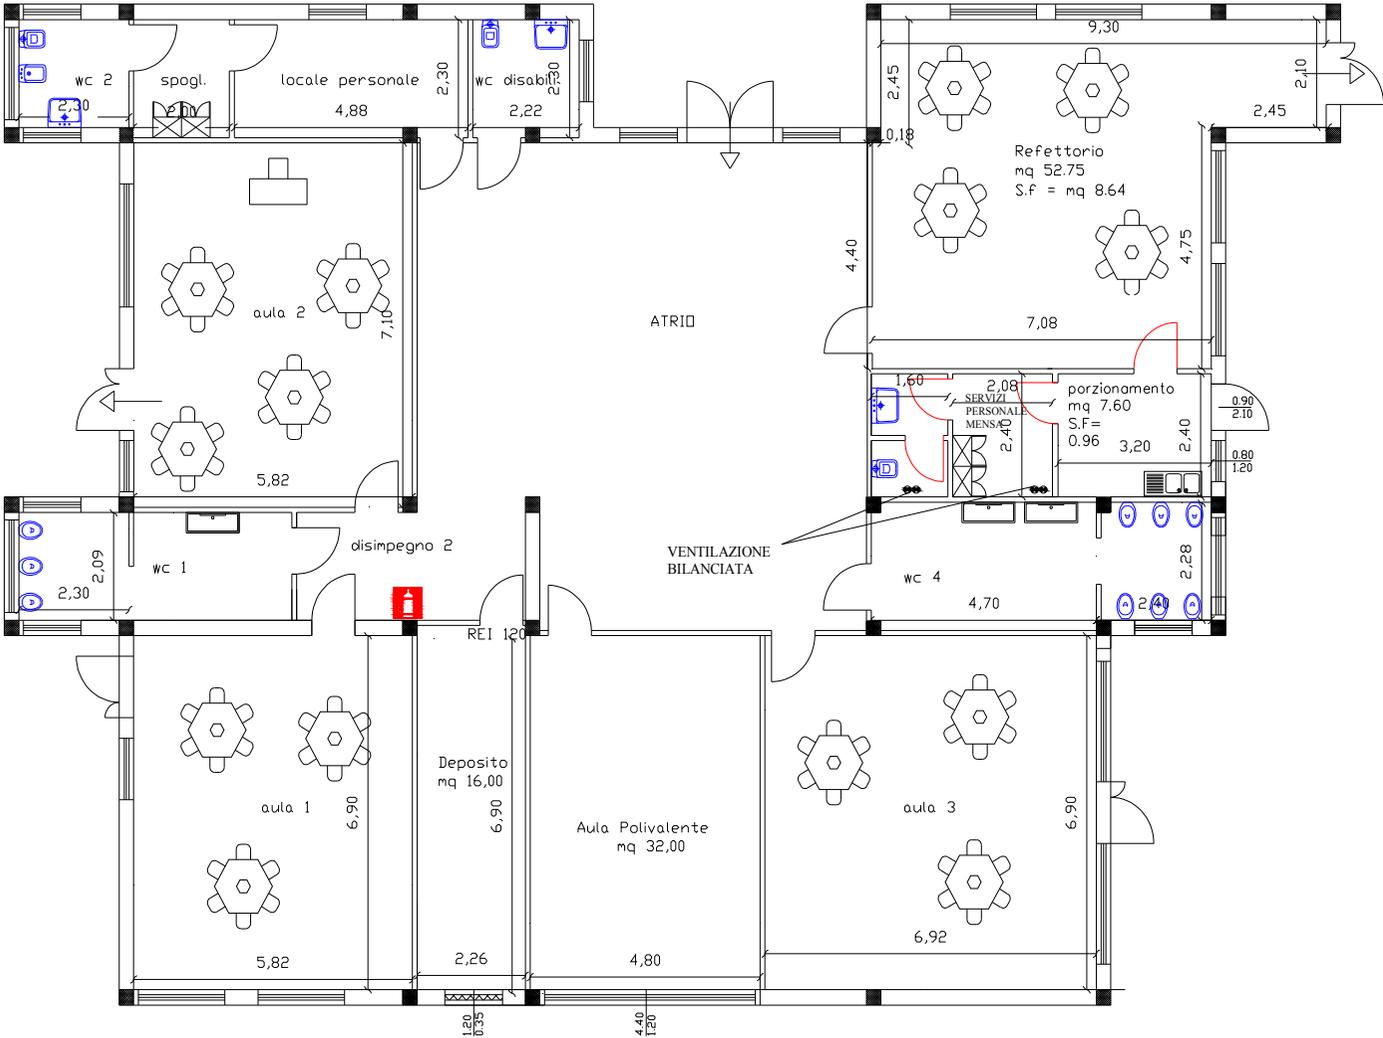 9,30
wc 2
spogl.
locale personale
2,30
wc disabili
2,30
2,45
2,10
2,30
2,00
4,88
2,22
2,45
0,18
Refettorio
mq 52.75
S.f = mq 8.64
4,40
4,75
aula 2
7,10
ATRIO
7,08
1,60
2,08
SERVIZI
PERSONALE
MENSA
2,40
porzionamento
mq 7.60
S.F=
0.96
3,20
2,40
0.90
2.10
0.80
1.20
5,82
disimpegno 2
VENTILAZIONE
BILANCIATA
wc 1
2,09
2,30
wc 4
4,70
2,28
2,40
REI 120
Deposito
mq 16,00
6,90
aula 1
6,90
Aula Polivalente
mq 32,00
aula 3
6,90
5,82
2,26
4,80
6,92
1.20
0.35
4.40
1.20